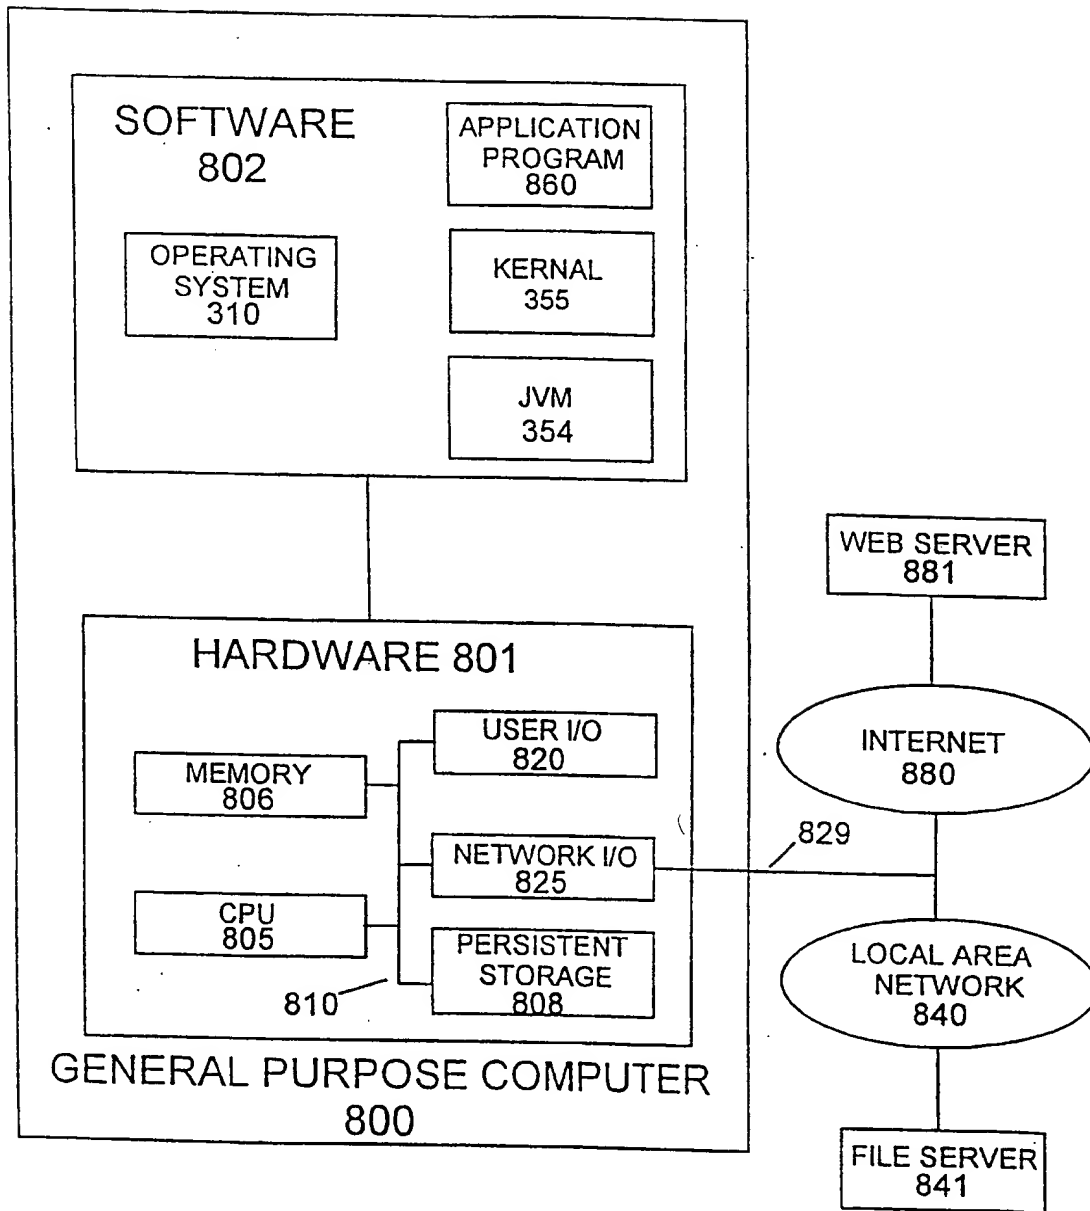 SOFTWARE
802
APPLICATION
PROGRAM
860
OPERATING
SYSTEM
310
KERNAL
355
JVM
354
HARDWARE 801
MEMORY
806
CPU
805
USER I/O
820
NETWORK I/O
825
PERSISTENT
STORAGE
808
810
GENERAL PURPOSE COMPUTER
800
WEB SERVER
881
INTERNET
880
829
LOCAL AREA
NETWORK
840
FILE SERVER
841